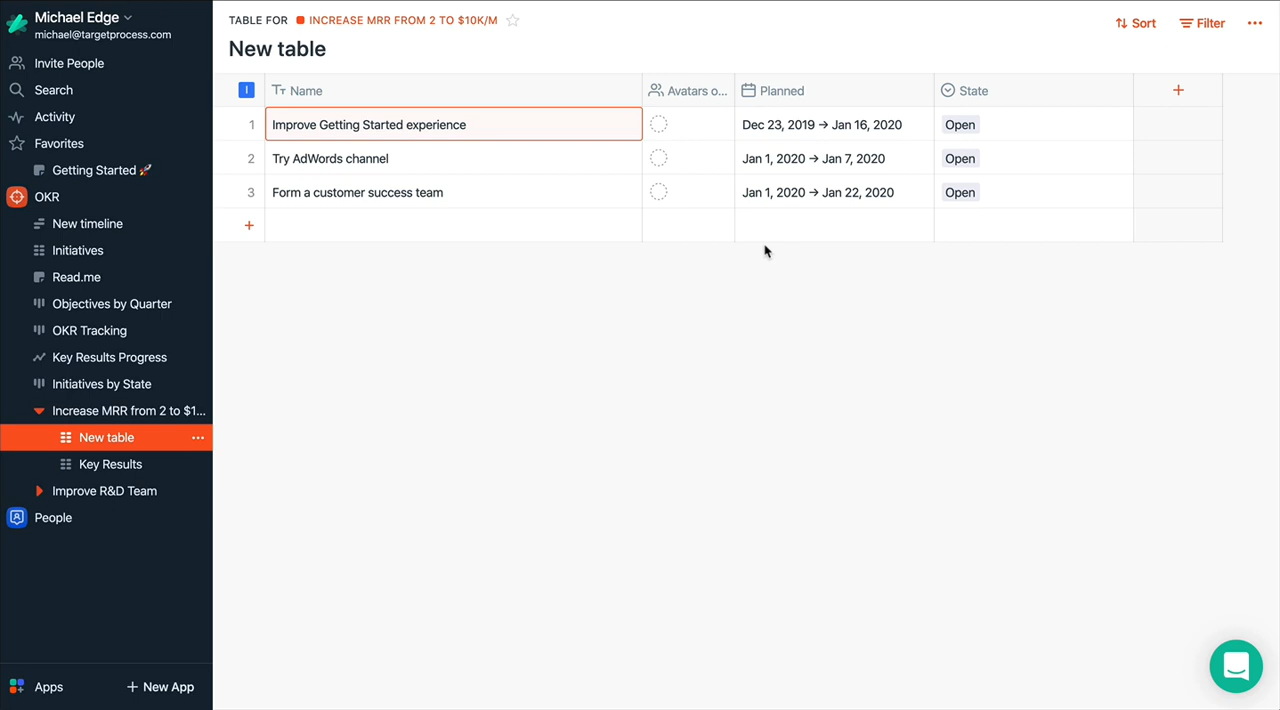 Michael Edge
michael@targetprocess.com
Invite People
Search
Activity
Favorites
Getting Started 🚀
OKR
New timeline
Initiatives
Read.me
Objectives by Quarter
OKR Tracking
Key Results Progress
Initiatives by State
Increase MRR from 2 to $1...
New table
Key Results
Improve R&D Team
People
Apps
+ New App
TABLE FOR INCREASE MRR FROM 2 TO $10K/M
Sort Filter
New table
I Name Avatars o... Planned State
1 Improve Getting Started experience Dec 23, 2019 → Jan 16, 2020 Open
2 Try AdWords channel Jan 1, 2020 → Jan 7, 2020 Open
3 Form a customer success team Jan 1, 2020 → Jan 22, 2020 Open